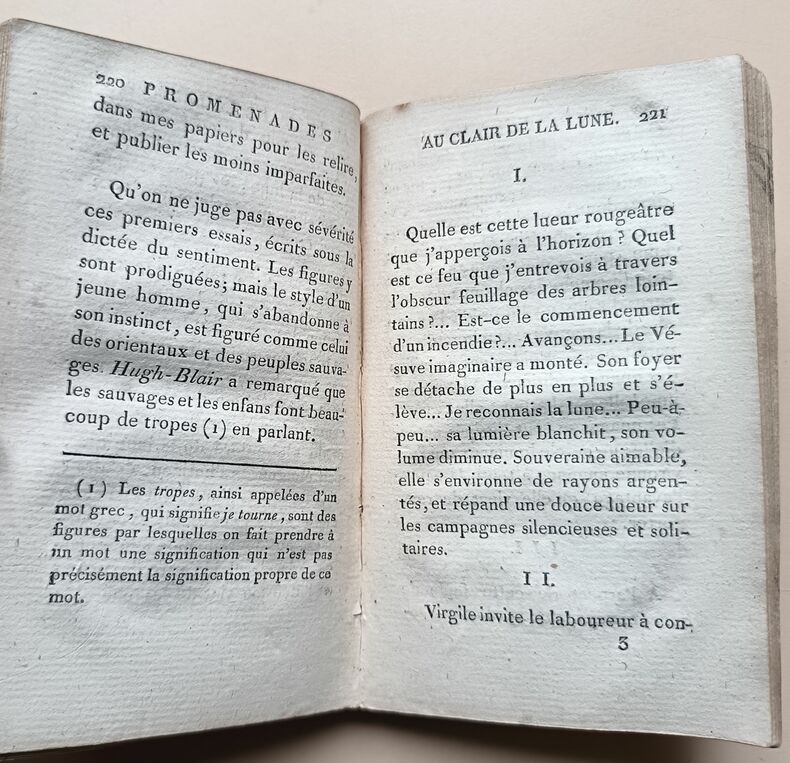 220 PROMENADES
dans mes papiers pour les relire,
et publier les moins imparfaites.
Qu'on ne juge pas avec sévérité
ces premiers essais, écrits sous la
dictée du sentiment. Les figures y
sont prodiguées; mais le style d'un
jeune homme, qui s'abandonne à
son instinct, est figuré comme celui
des orientaux et des peuples sauva-
ges. Hugh-Blair a remarqué que
les sauvages et les enfans font beau-
coup de tropes (1) en parlant.
(1) Les tropes, ainsi appelées d'un
mot grec, qui signifie je tourne, sont des
figures par lesquelles on fait prendre à
un mot une signification qui n'est pas
précisément la signification propre de ce
mot.
AU CLAIR DE LA LUNE. 221
I.
Quelle est cette lueur rougeâtre
que j'apperçois à l'horizon? Quel
est ce feu que j'entrevois à travers
l'obscur feuillage des arbres loin-
tains?... Est-ce le commencement
d'un incendie?... Avançons... Le Vé-
suve imaginaire a monté. Son foyer
se détache de plus en plus et s'é-
lève... Je reconnais la lune... Peu-à-
peu... sa lumière blanchit, son vo-
lume diminue. Souveraine aimable,
elle s'environne de rayons argen-
tés, et répand une douce lueur sur
les campagnes silencieuses et soli-
taires.
II.
Virgile invite le laboureur à con-
3